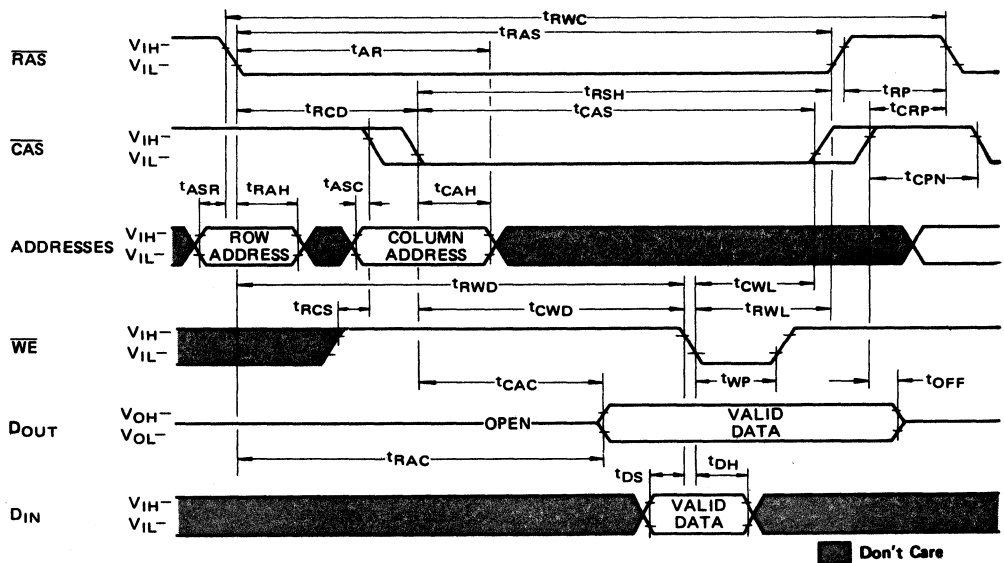 tRWC
tRAS
tAR
RAS
VIH-
VIL-
tRSH
tRP
tRCD
tCAS
tCRP
CAS
VIH-
VIL-
tCPN
tASR
tRAH
tASC
tCAH
ADDRESSES
VIH-
VIL-
ROW
ADDRESS
COLUMN
ADDRESS
tRWD
tCWL
tRCS
tCWD
tRWL
WE
VIH-
VIL-
tCAC
tWP
tOFF
DOUT
VOH-
VOL-
OPEN
VALID
DATA
tRAC
tDS
tDH
DIN
VIH-
VIL-
VALID
DATA
Don't Care